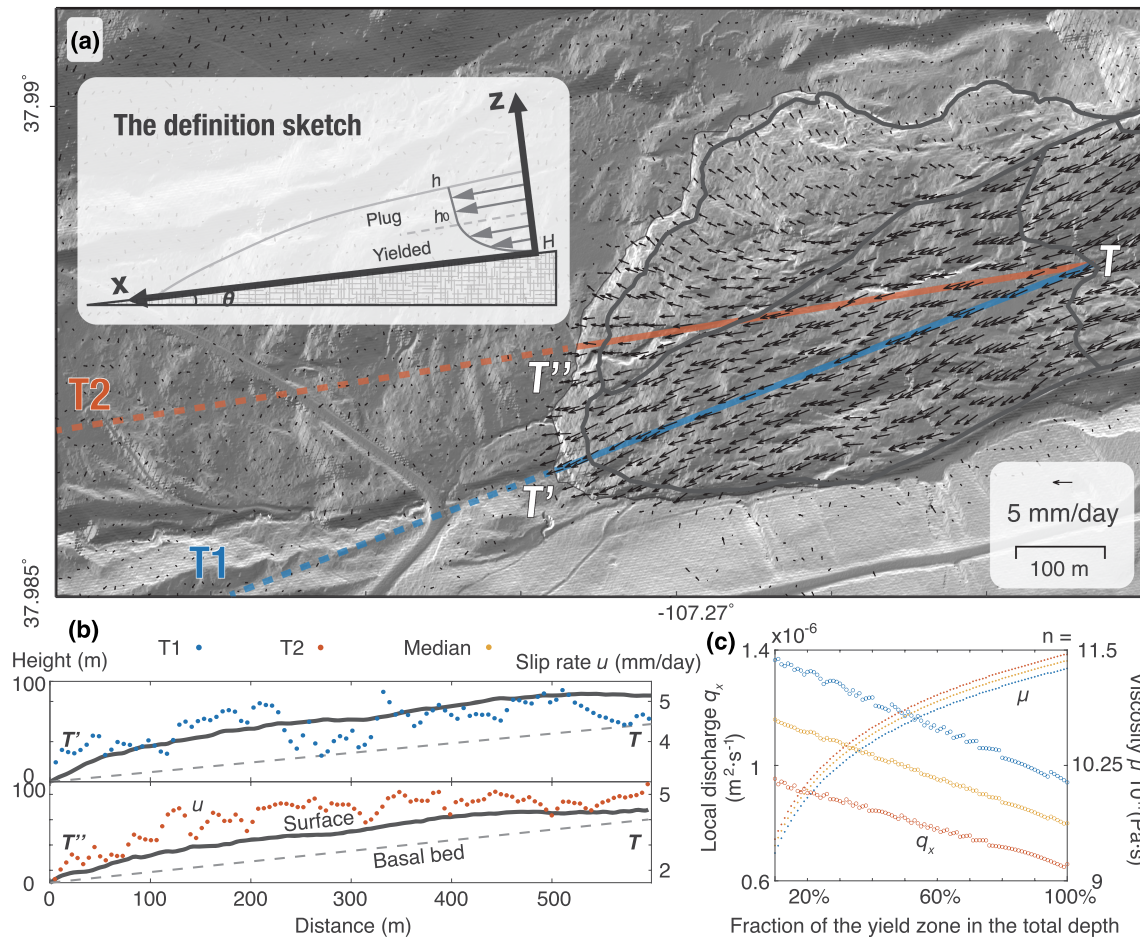 (a)
37.99°
37.985°
The definition sketch
z
h
Plug
h₀
Yielded
H
x
θ
T
T2
T''
T'
T1
5 mm/day
100 m
-107.27°
(b)
T1
T2
Median
Height (m)
Slip rate u (mm/day)
100
5
T'
T
4
0
100
5
u
Surface
T''
T
Basal bed
2
0
0 100 200 300 400 500
Distance (m)
(c)
x10⁻⁶
n =
1.4
11.5
μ
Local discharge qₓ
(m²·s⁻¹)
1
10.25
qₓ
0.6
9
20% 60% 100%
Fraction of the yield zone in the total depth